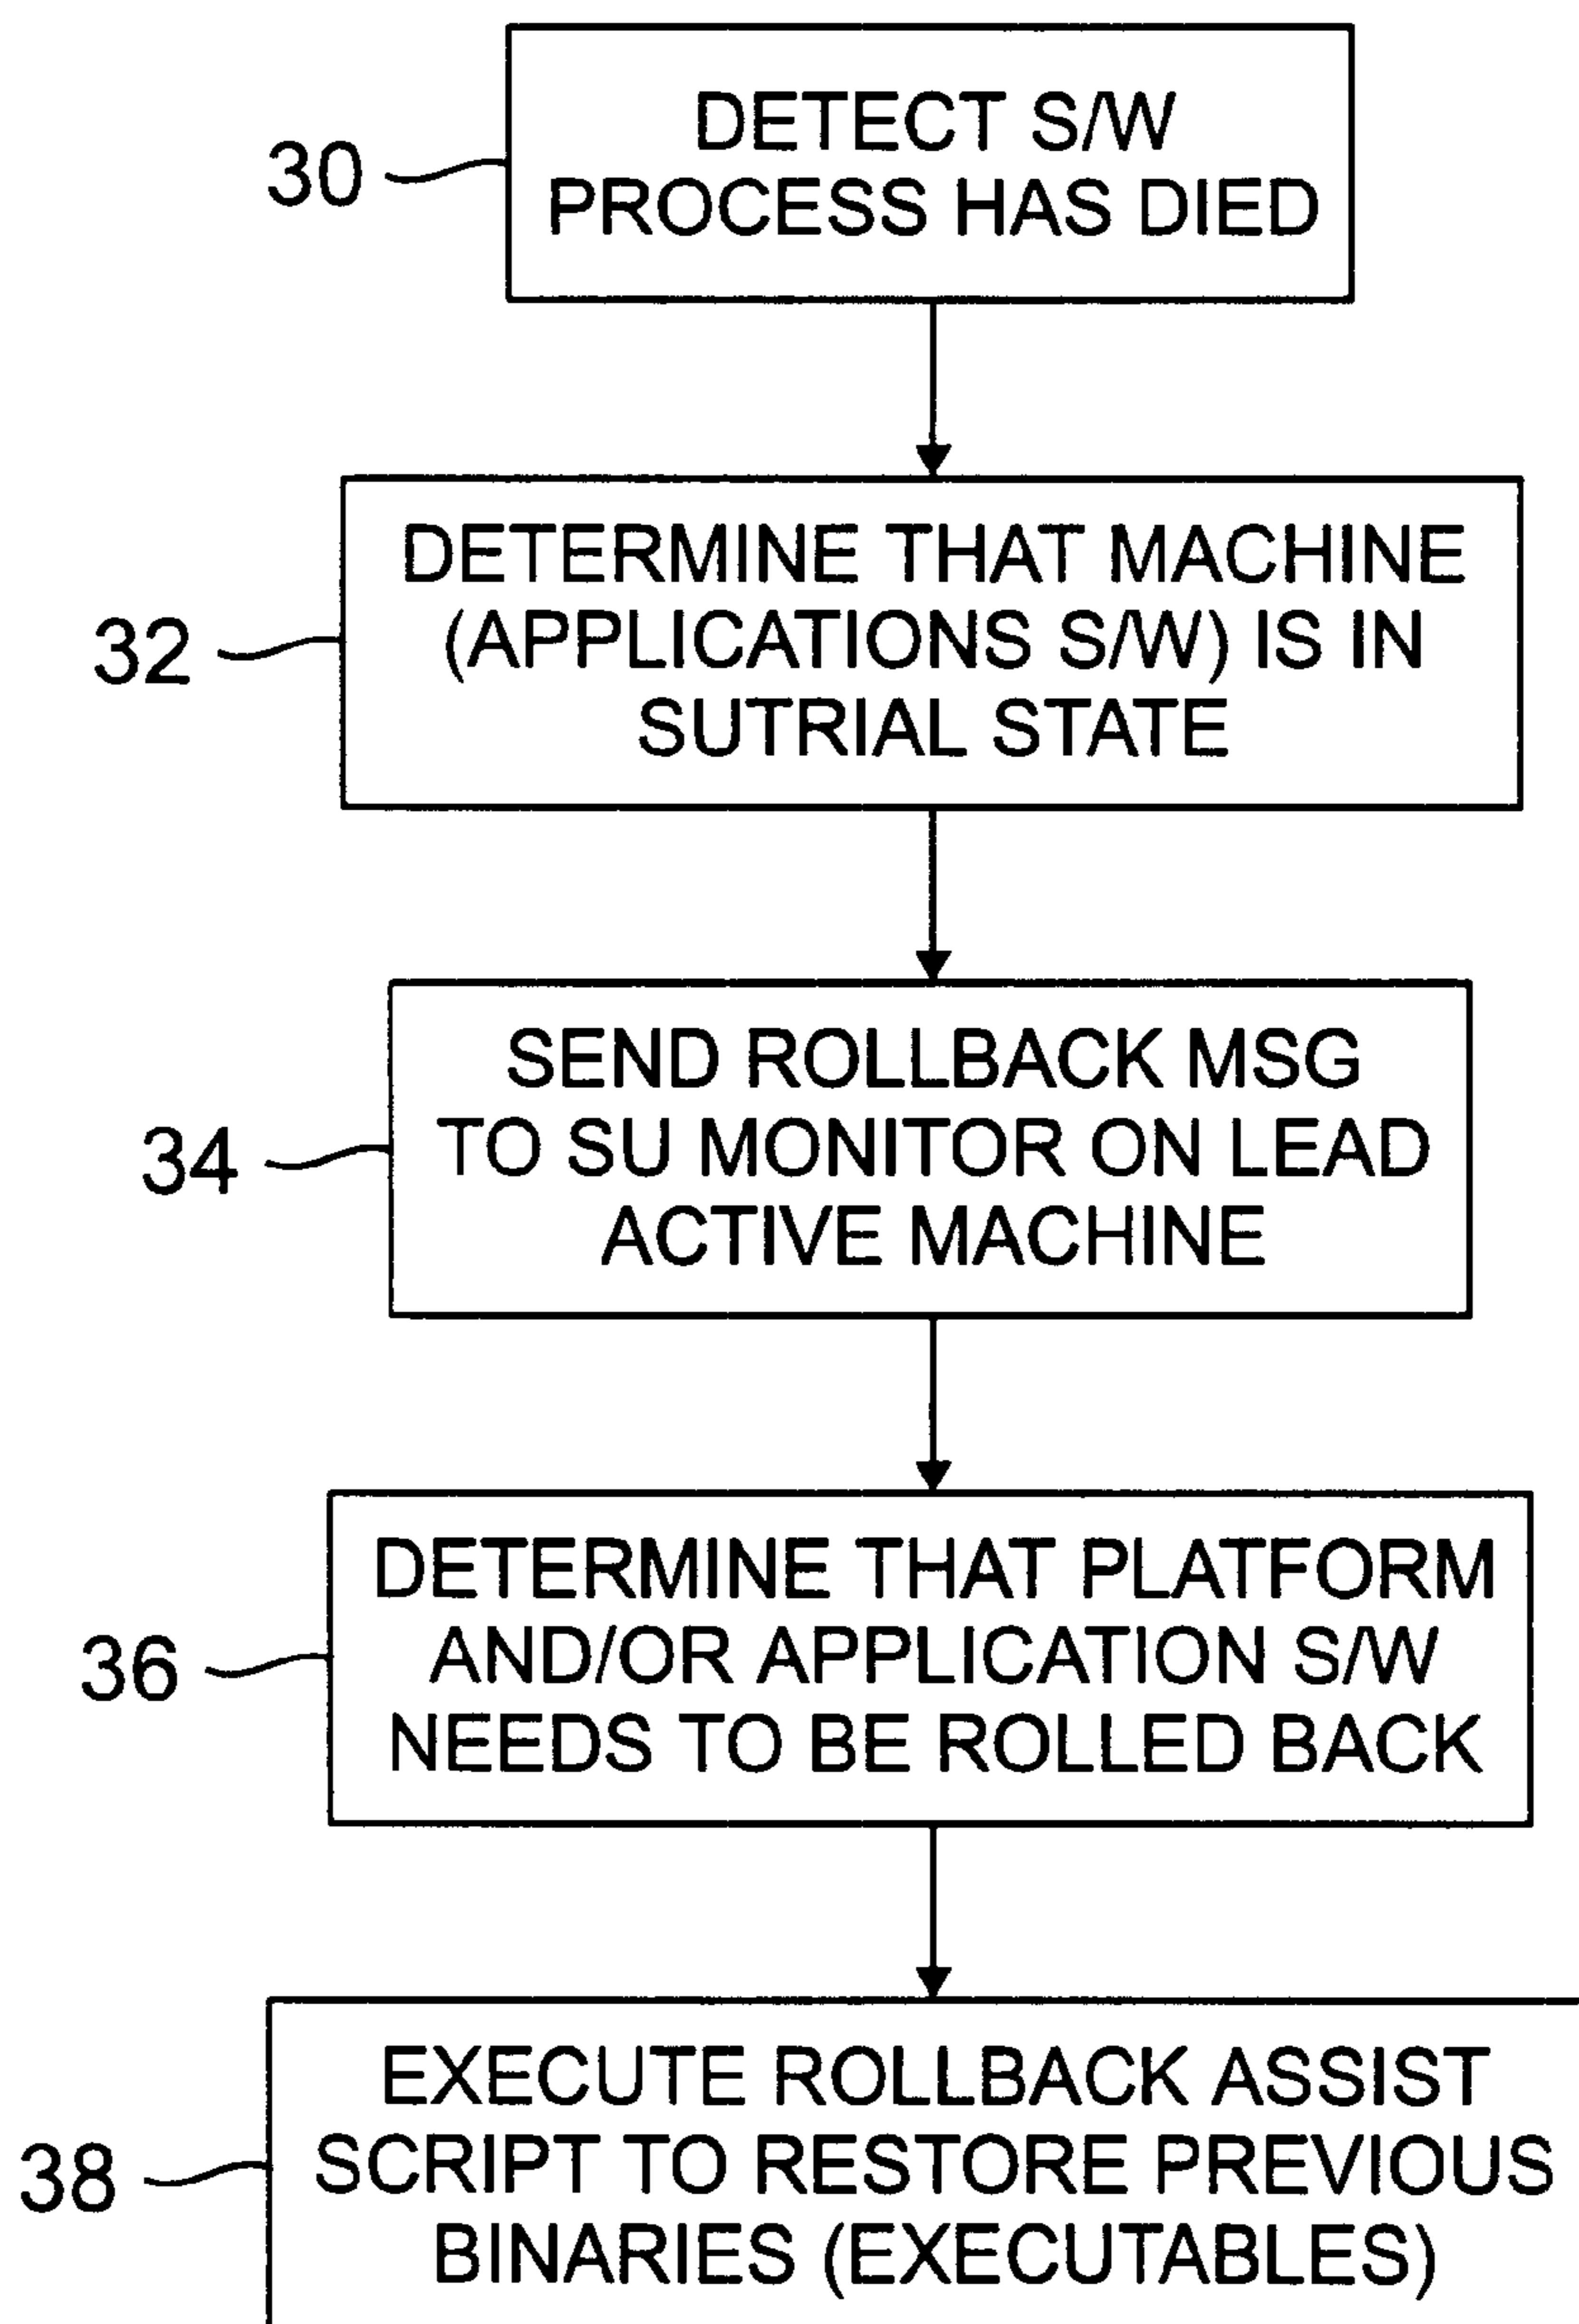 30
DETECT S/W
PROCESS HAS DIED
32
DETERMINE THAT MACHINE
(APPLICATIONS S/W) IS IN
SUTRIAL STATE
34
SEND ROLLBACK MSG
TO SU MONITOR ON LEAD
ACTIVE MACHINE
36
DETERMINE THAT PLATFORM
AND/OR APPLICATION S/W
NEEDS TO BE ROLLED BACK
38
EXECUTE ROLLBACK ASSIST
SCRIPT TO RESTORE PREVIOUS
BINARIES (EXECUTABLES)